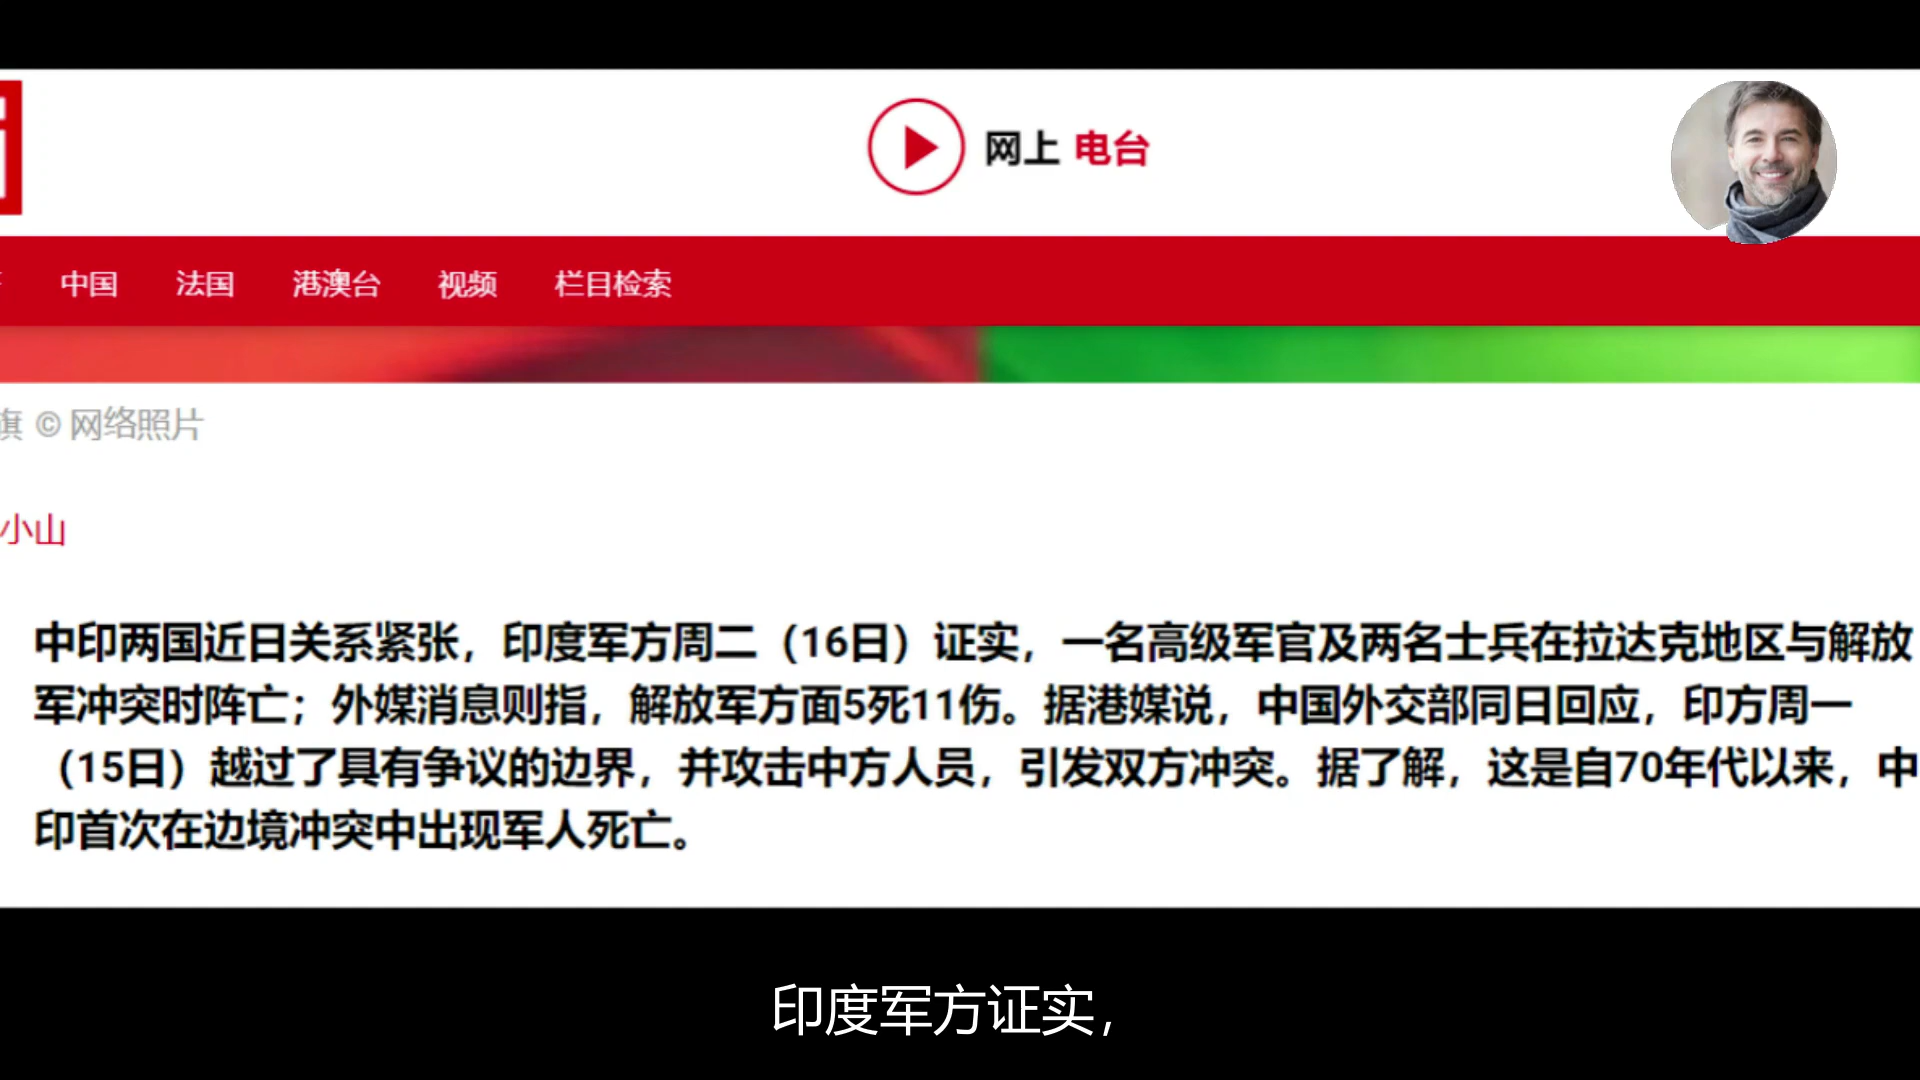 网上 电台
中国 法国 港澳台 视频 栏目检索
旗 © 网络照片
小山
中印两国近日关系紧张，印度军方周二（16日）证实，一名高级军官及两名士兵在拉达克地区与解放
军冲突时阵亡；外媒消息则指，解放军方面5死11伤。据港媒说，中国外交部同日回应，印方周一
（15日）越过了具有争议的边界，并攻击中方人员，引发双方冲突。据了解，这是自70年代以来，中
印首次在边境冲突中出现军人死亡。
印度军方证实，